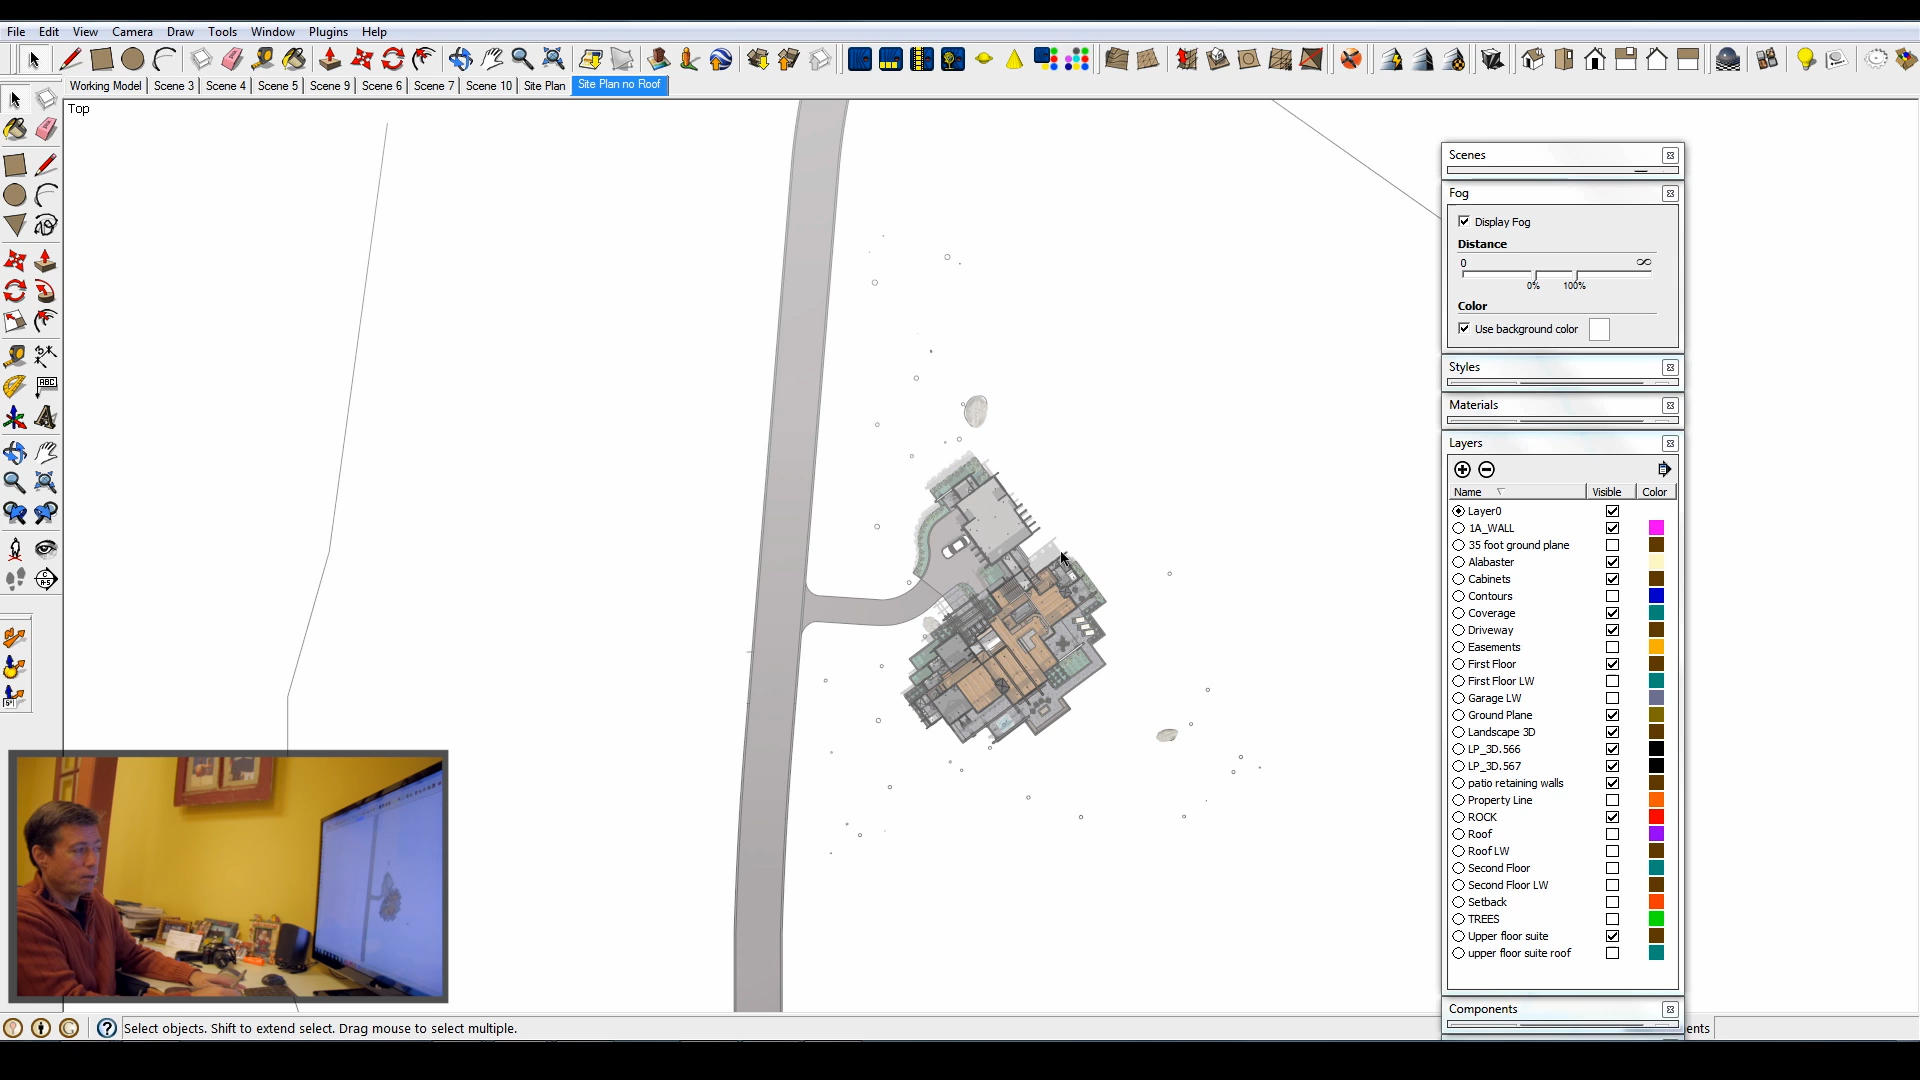 File Edit View Camera Draw Tools Window Plugins Help
Working Model Scene 3 Scene 4 Scene 5 Scene 9 Scene 6 Scene 7 Scene 10 Site Plan Site Plan no Roof
Top
ABC
Scenes
Fog
Display Fog
Distance
0 ∞
0% 100%
Color
Use background color
Styles
Materials
Layers
Name Visible Color
Layer0
1A_WALL
35 foot ground plane
Alabaster
Cabinets
Contours
Coverage
Driveway
Easements
First Floor
First Floor LW
Garage LW
Ground Plane
Landscape 3D
LP_3D.566
LP_3D.567
patio retaining walls
Property Line
ROCK
Roof
Roof LW
Second Floor
Second Floor LW
Setback
TREES
Upper floor suite
upper floor suite roof
Components
Select objects. Shift to extend select. Drag mouse to select multiple.
ents